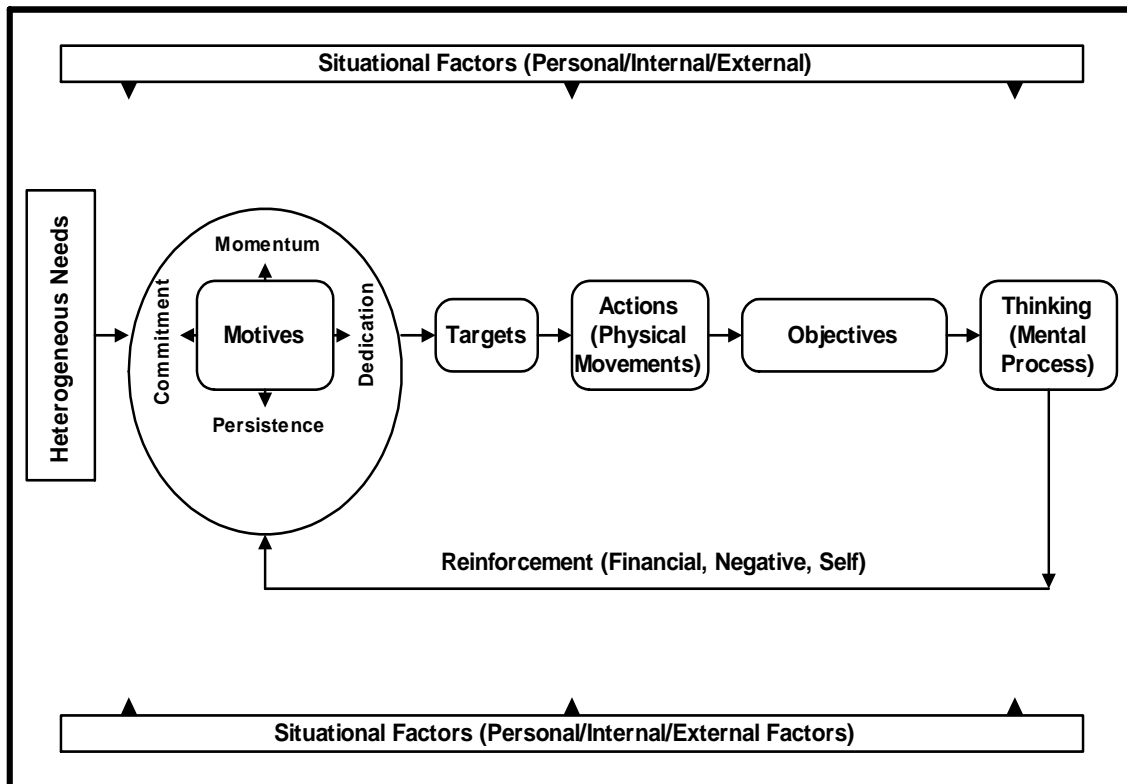 Situational Factors (Personal/Internal/External)
Heterogeneous Needs
Momentum
Commitment
Motives
Dedication
Persistence
Targets
Actions
(Physical
Movements)
Objectives
Thinking
(Mental
Process)
Reinforcement (Financial, Negative, Self)
Situational Factors (Personal/Internal/External Factors)